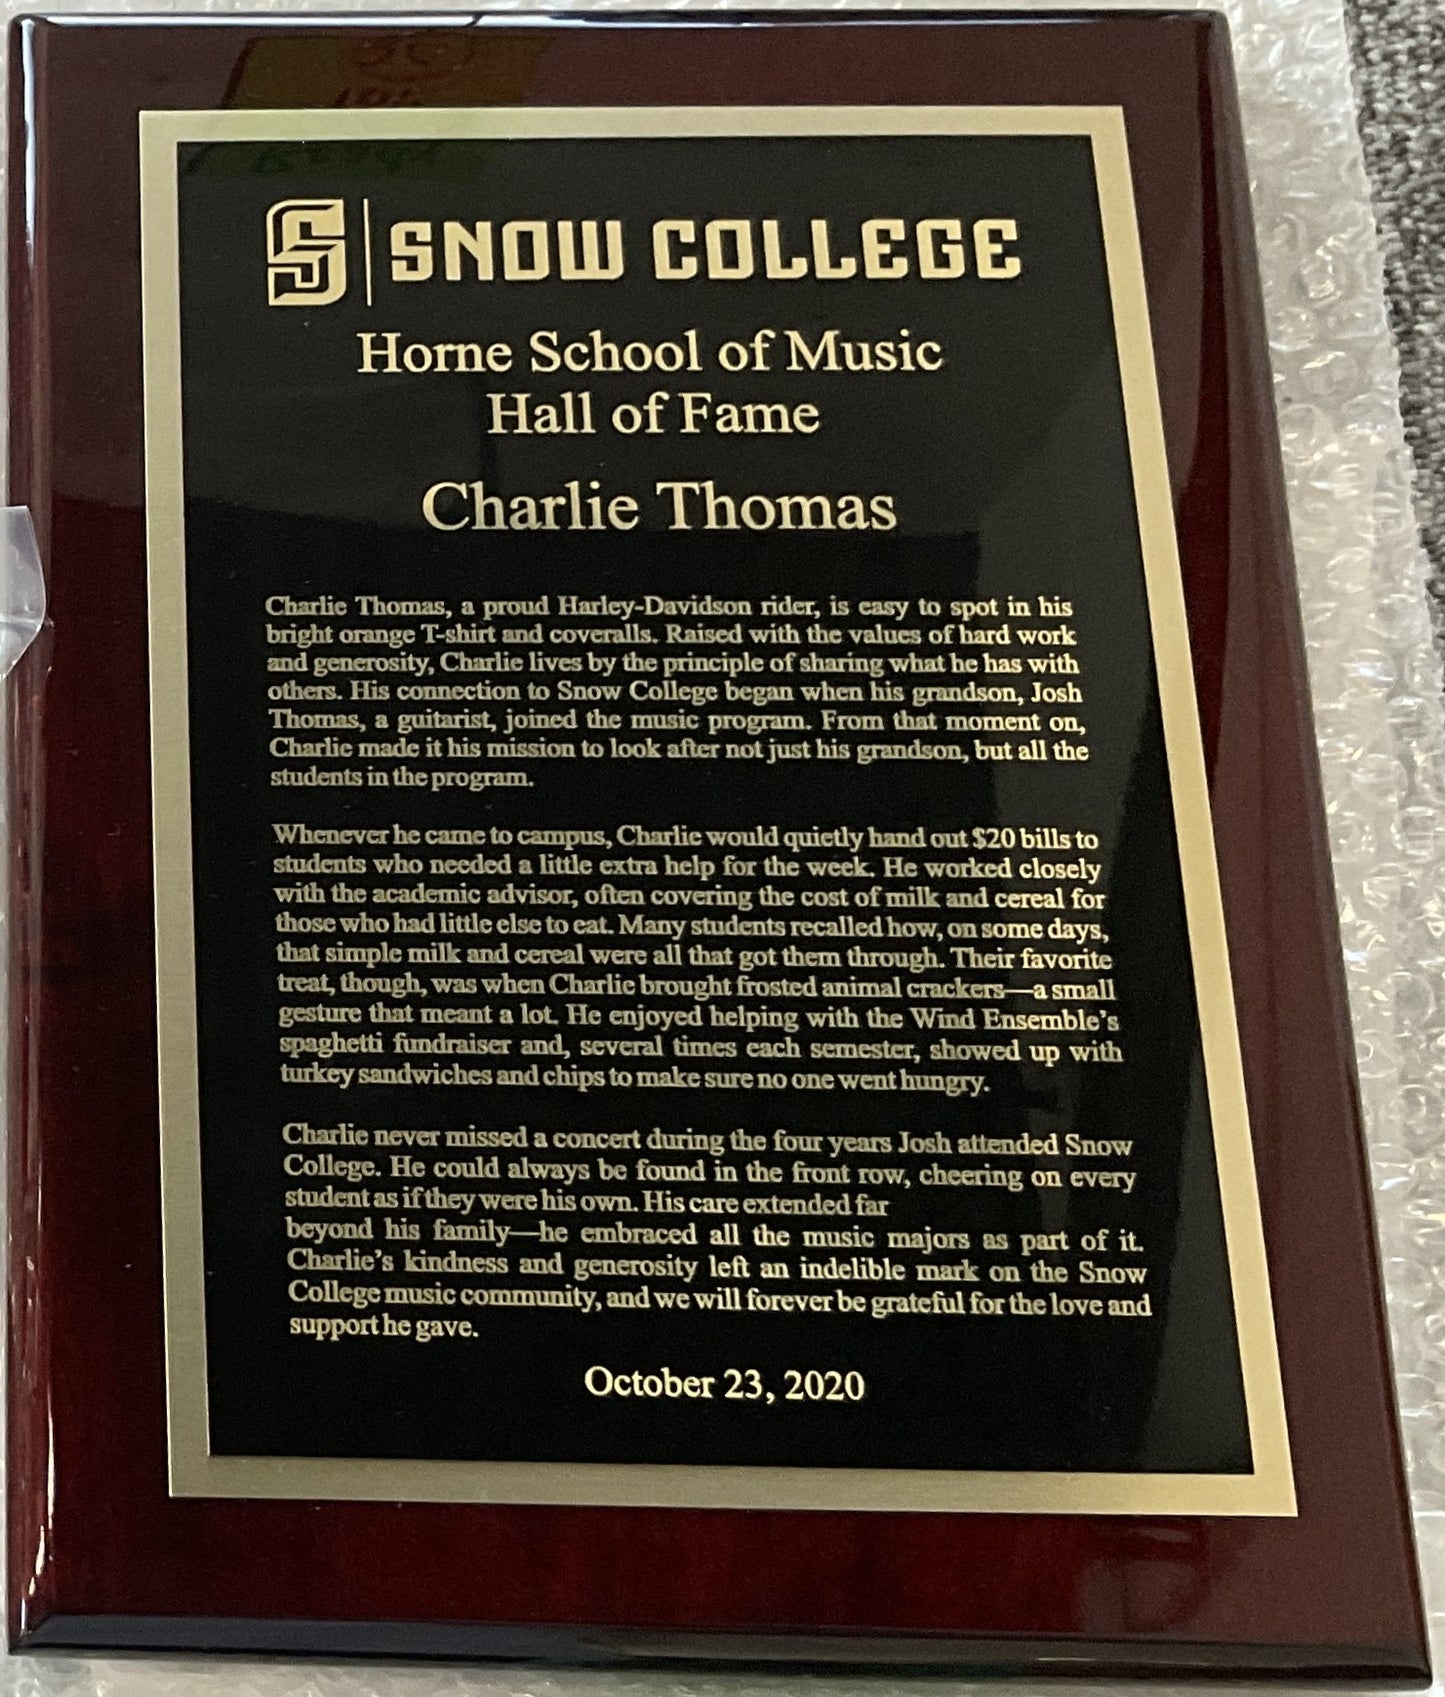 S | SNOW COLLEGE
Horne School of Music
Hall of Fame
Charlie Thomas
Charlie Thomas, a proud Harley-Davidson rider, is easy to spot in his
bright orange T-shirt and coveralls. Raised with the values of hard work
and generosity, Charlie lives by the principle of sharing what he has with
others. His connection to Snow College began when his grandson, Josh
Thomas, a guitarist, joined the music program. From that moment on,
Charlie made it his mission to look after not just his grandson, but all the
students in the program.
Whenever he came to campus, Charlie would quietly hand out $20 bills to
students who needed a little extra help for the week. He worked closely
with the academic advisor, often covering the cost of milk and cereal for
those who had little else to eat. Many students recalled how, on some days,
that simple milk and cereal were all that got them through. Their favorite
treat, though, was when Charlie brought frosted animal crackers—a small
gesture that meant a lot. He enjoyed helping with the Wind Ensemble's
spaghetti fundraiser and, several times each semester, showed up with
turkey sandwiches and chips to make sure no one went hungry.
Charlie never missed a concert during the four years Josh attended Snow
College. He could always be found in the front row, cheering on every
student as if they were his own. His care extended far
beyond his family—he embraced all the music majors as part of it.
Charlie's kindness and generosity left an indelible mark on the Snow
College music community, and we will forever be grateful for the love and
support he gave.
October 23, 2020